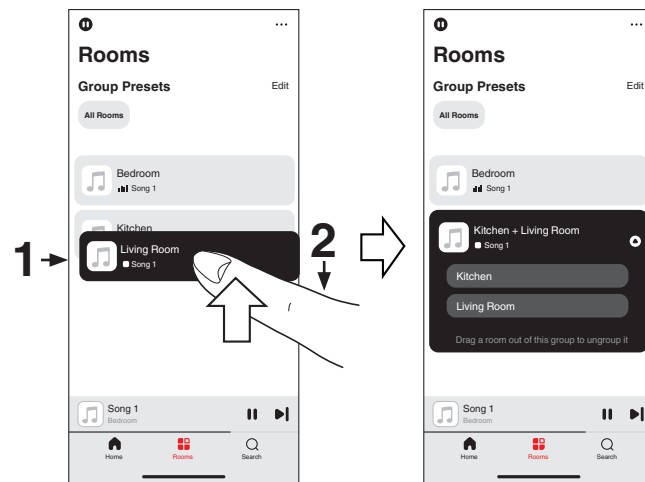 Rooms
Group Presets Edit
All Rooms
Bedroom
Song 1
Kitchen
Living Room
Song 1
1
2
Song 1
Bedroom
Home Rooms Search
Rooms
Group Presets Edit
All Rooms
Bedroom
Song 1
Kitchen + Living Room
Song 1
Kitchen
Living Room
Drag a room out of this group to ungroup it
Song 1
Bedroom
Home Rooms Search